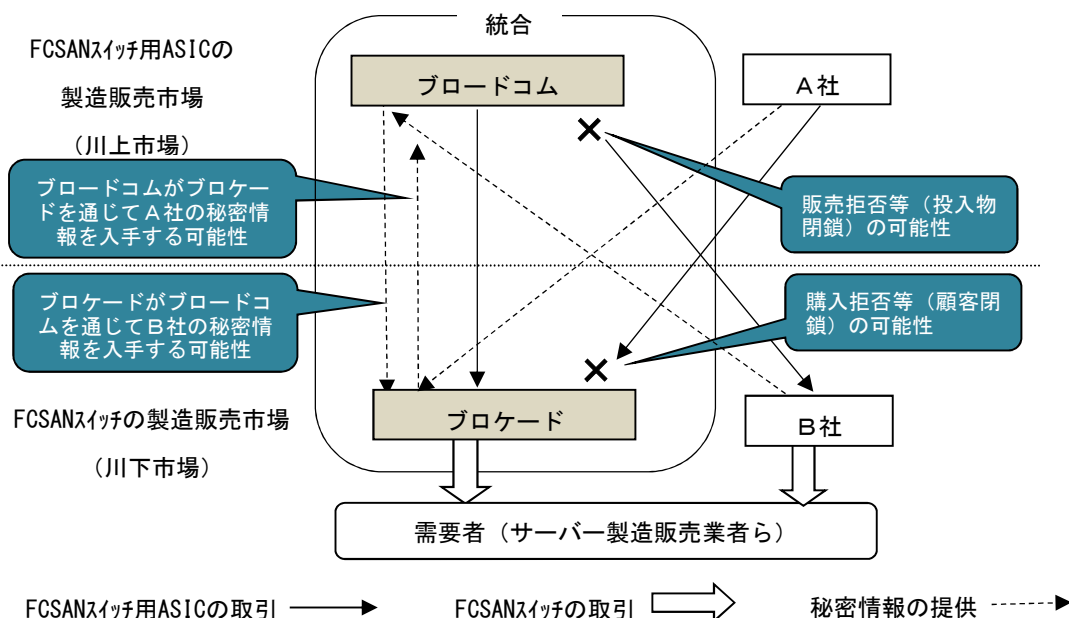 統合
FCSANｽｲｯﾁ用ASICの
製造販売市場
（川上市場）
ブロードコム
Ａ社
ブロードコムがブロケー
ドを通じてＡ社の秘密情
報を入手する可能性
販売拒否等（投入物
閉鎖）の可能性
ブロケードがブロードコ
ムを通じてＢ社の秘密情
報を入手する可能性
購入拒否等（顧客閉
鎖）の可能性
FCSANｽｲｯﾁの製造販売市場
（川下市場）
ブロケード
Ｂ社
需要者（サーバー製造販売業者ら）
FCSANｽｲｯﾁ用ASICの取引
FCSANｽｲｯﾁの取引
秘密情報の提供